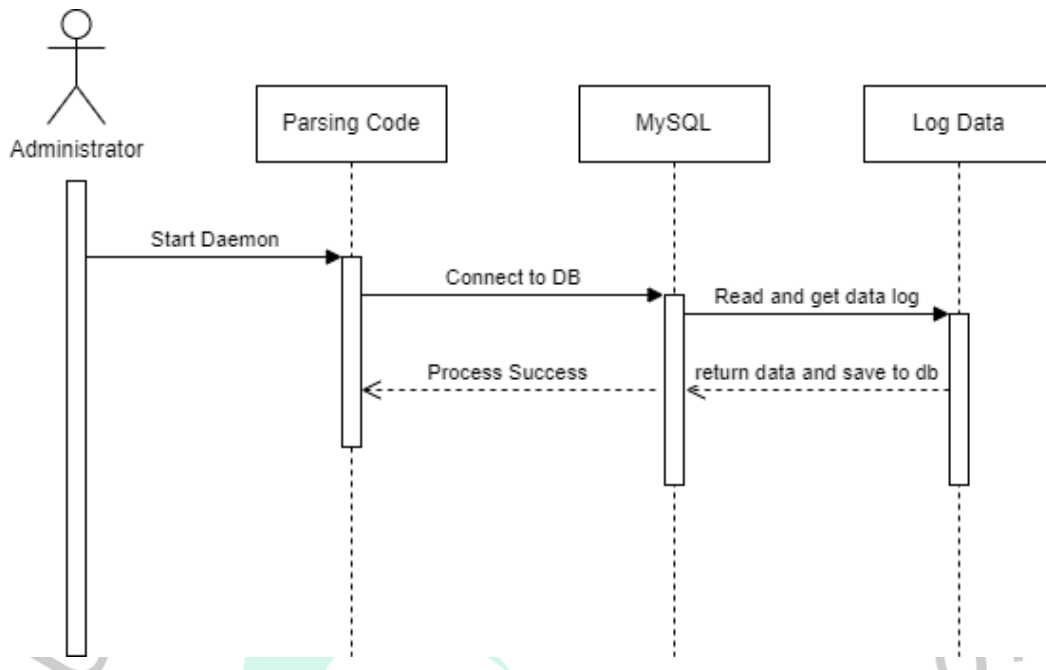 Administrator
Parsing Code
MySQL
Log Data
Start Daemon
Connect to DB
Read and get data log
Process Success
return data and save to db